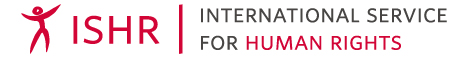 ISHR
INTERNATIONAL SERVICE
FOR HUMAN RIGHTS